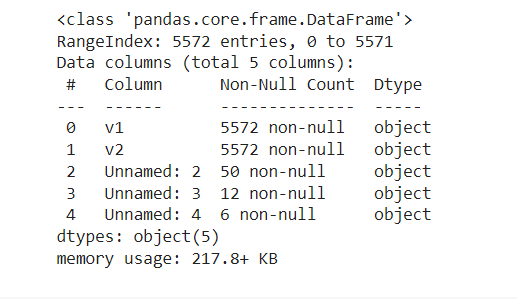 <class 'pandas.core.frame.DataFrame'>
RangeIndex: 5572 entries, 0 to 5571
Data columns (total 5 columns):
 #   Column      Non-Null Count  Dtype
---  ------      --------------  -----
 0   v1          5572 non-null   object
 1   v2          5572 non-null   object
 2   Unnamed: 2  50 non-null     object
 3   Unnamed: 3  12 non-null     object
 4   Unnamed: 4  6 non-null      object
dtypes: object(5)
memory usage: 217.8+ KB